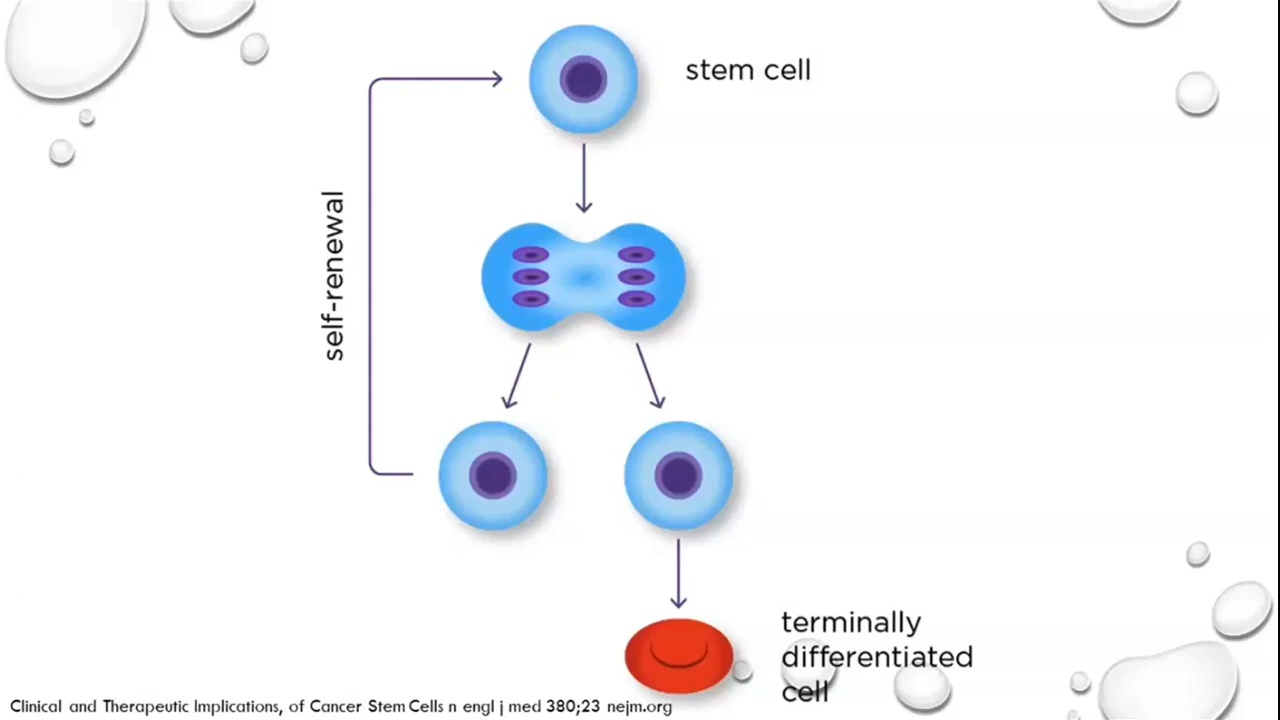 stem cell
self-renewal
terminally
differentiated
cell
Clinical and Therapeutic Implications, of Cancer Stem Cells n engl j med 380;23 nejm.org